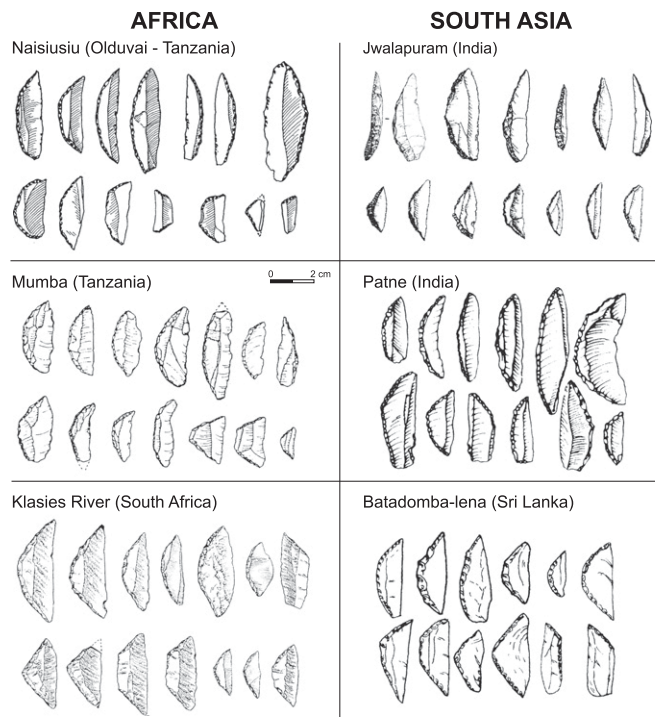 AFRICA
SOUTH ASIA
Naisiusiu (Olduvai - Tanzania)
Jwalapuram (India)
Mumba (Tanzania)
0 2 cm
Patne (India)
Klasies River (South Africa)
Batadomba-lena (Sri Lanka)